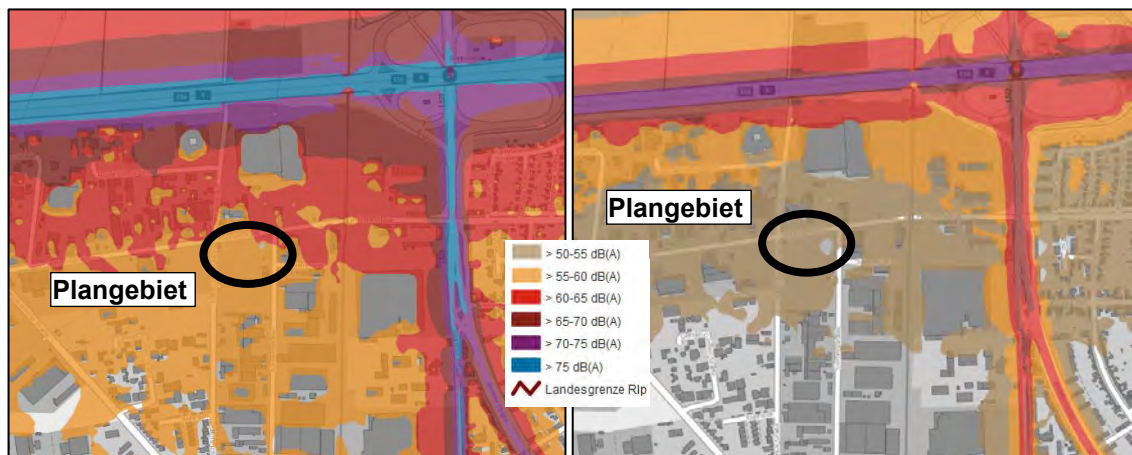 Plangebiet
> 50-55 dB(A)
> 55-60 dB(A)
> 60-65 dB(A)
> 65-70 dB(A)
> 70-75 dB(A)
> 75 dB(A)
Landesgrenze Rlp
Plangebiet